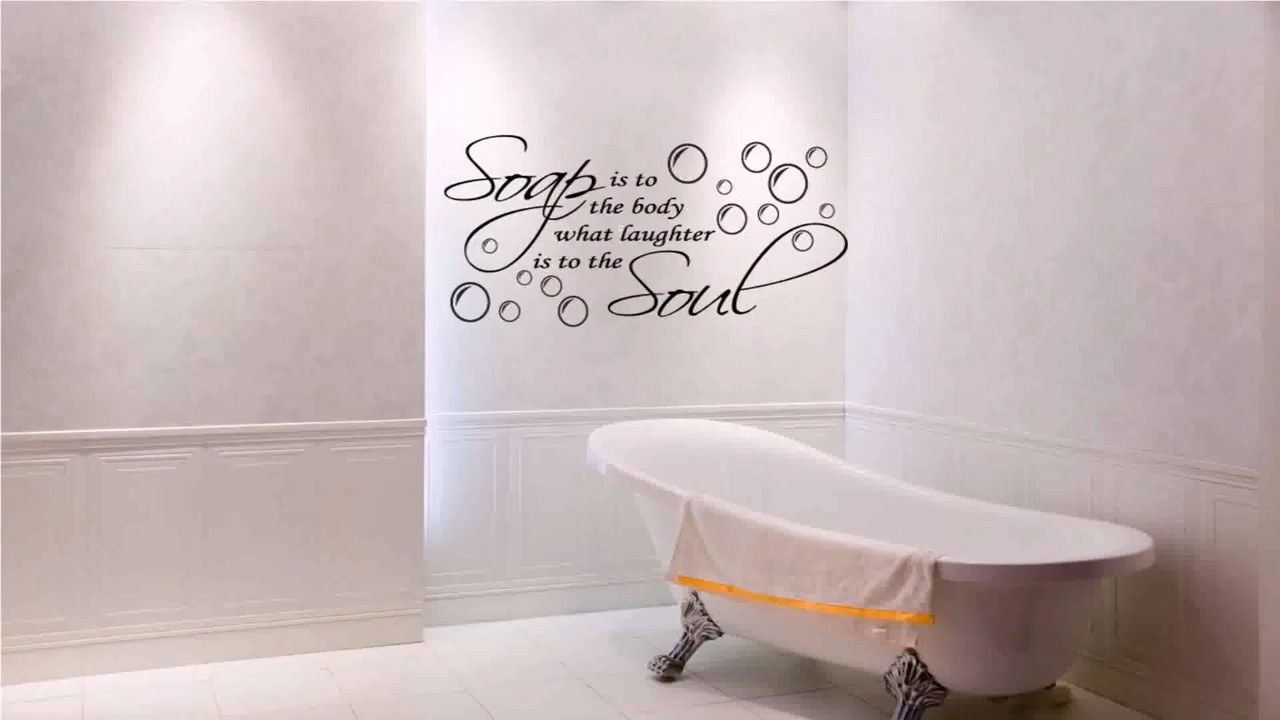 Soap is to
the body
what laughter
is to the
Soul